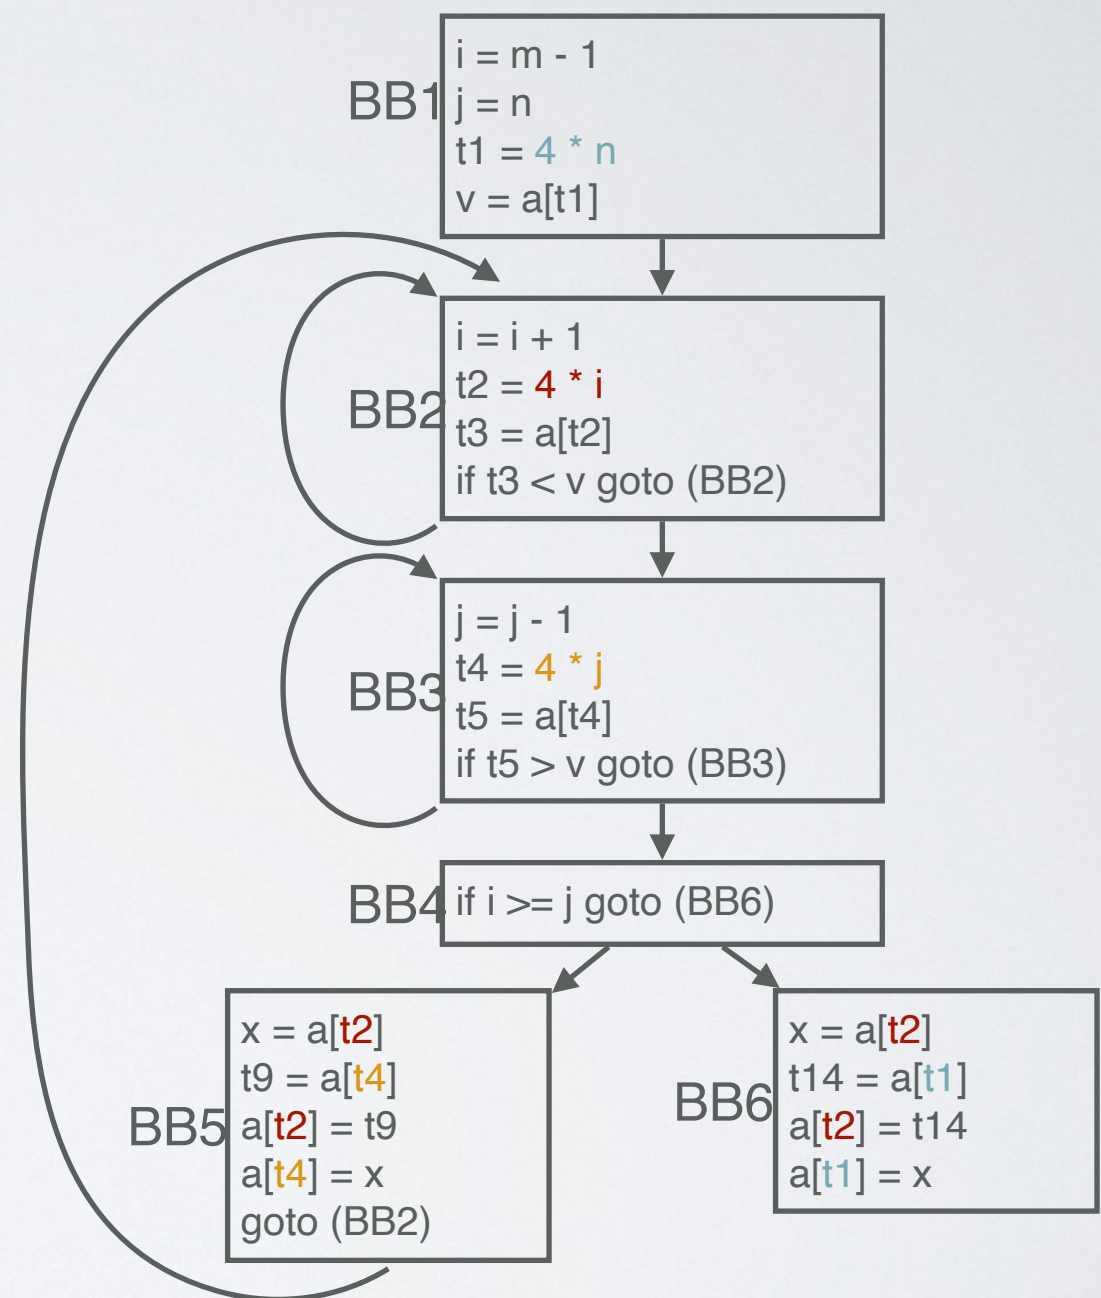 BB1
i = m - 1
j = n
t1 = 4 * n
v = a[t1]
BB2
i = i + 1
t2 = 4 * i
t3 = a[t2]
if t3 < v goto (BB2)
BB3
j = j - 1
t4 = 4 * j
t5 = a[t4]
if t5 > v goto (BB3)
BB4
if i >= j goto (BB6)
BB5
x = a[t2]
t9 = a[t4]
a[t2] = t9
a[t4] = x
goto (BB2)
BB6
x = a[t2]
t14 = a[t1]
a[t2] = t14
a[t1] = x